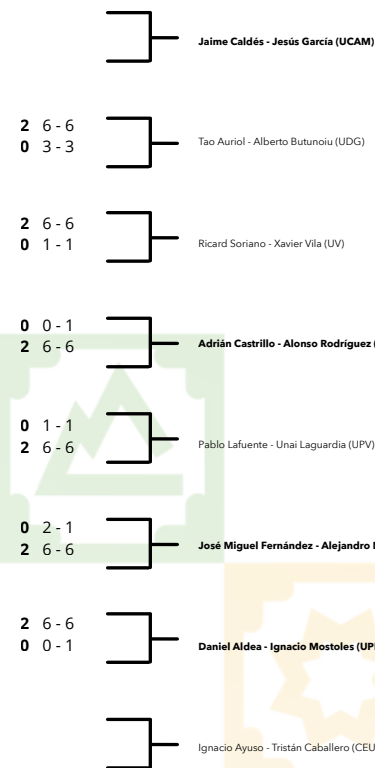 Jaime Caldés - Jesús García (UCAM)
2 6 - 6
0 3 - 3
Tao Auriol - Alberto Butunoiu (UDG)
2 6 - 6
0 1 - 1
Ricard Soriano - Xavier Vila (UV)
0 0 - 1
2 6 - 6
Adrián Castrillo - Alonso Rodríguez (
0 1 - 1
2 6 - 6
Pablo Lafuente - Unai Laguardia (UPV)
0 2 - 1
2 6 - 6
José Miguel Fernández - Alejandro
2 6 - 6
0 0 - 1
Daniel Aldea - Ignacio Mostoles (UP
Ignacio Ayuso - Tristán Caballero (CEU